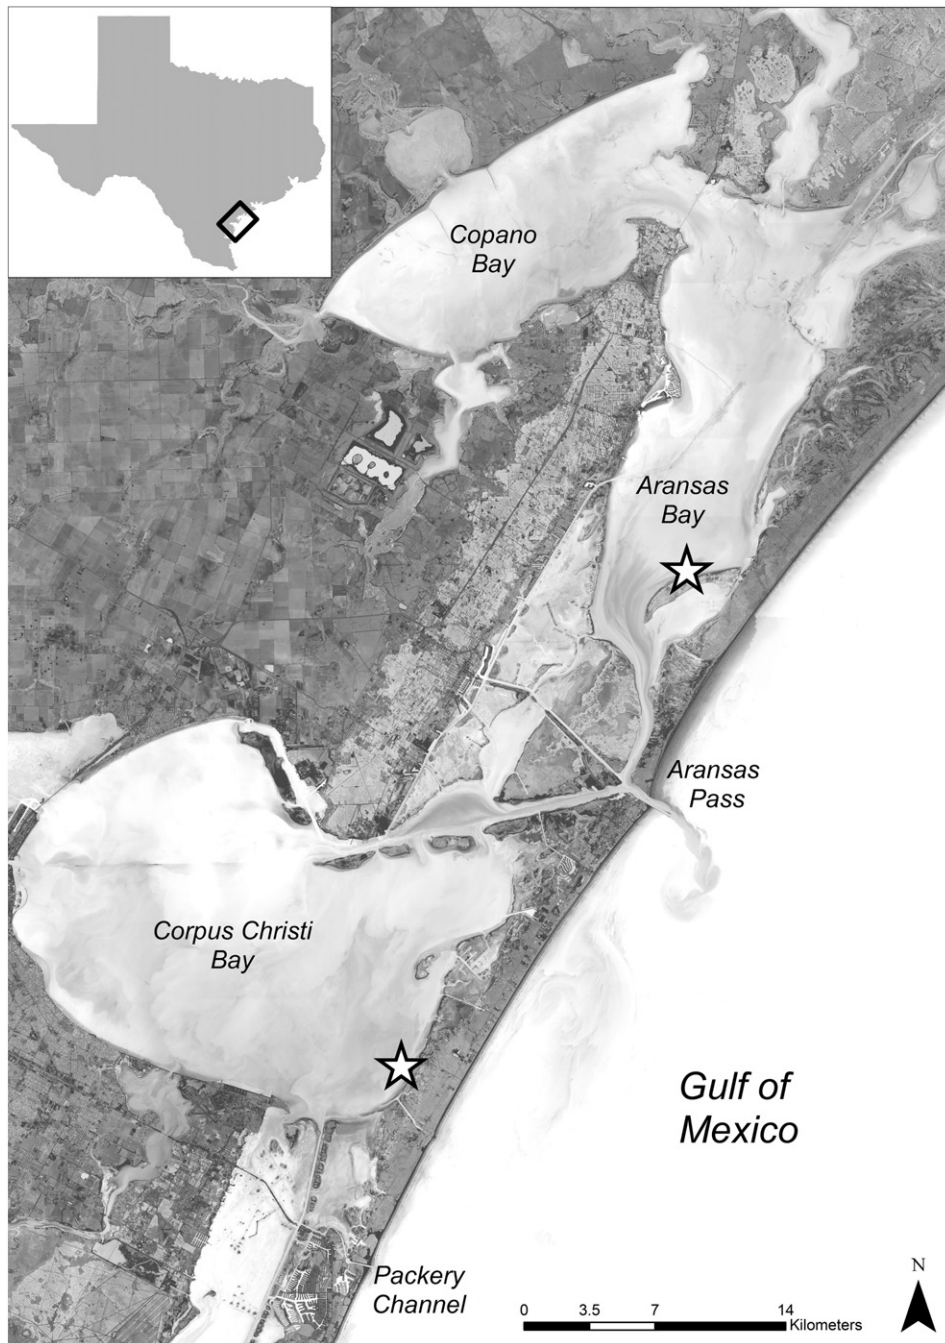 Copano
Bay
Aransas
Bay
Aransas
Pass
Corpus Christi
Bay
Gulf of
Mexico
Packery
Channel
N
0 3.5 7 14
Kilometers